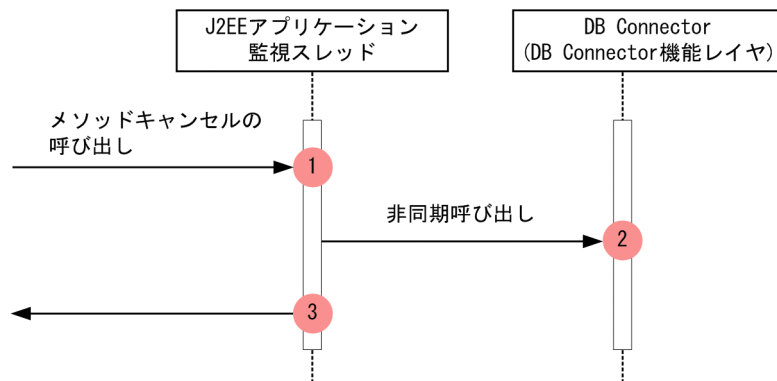 J2EEアプリケーション
監視スレッド
DB Connector
(DB Connector機能レイヤ)
メソッドキャンセルの
呼び出し
1
非同期呼び出し
2
3